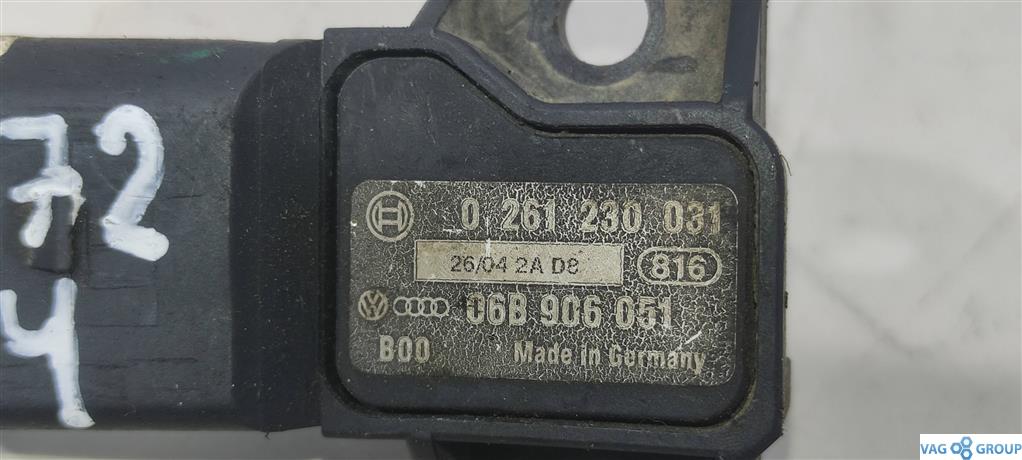 72
4
0 261 230 031
26/04 2A D8
816
06B 906 051
B00 Made in Germany
VAG GROUP